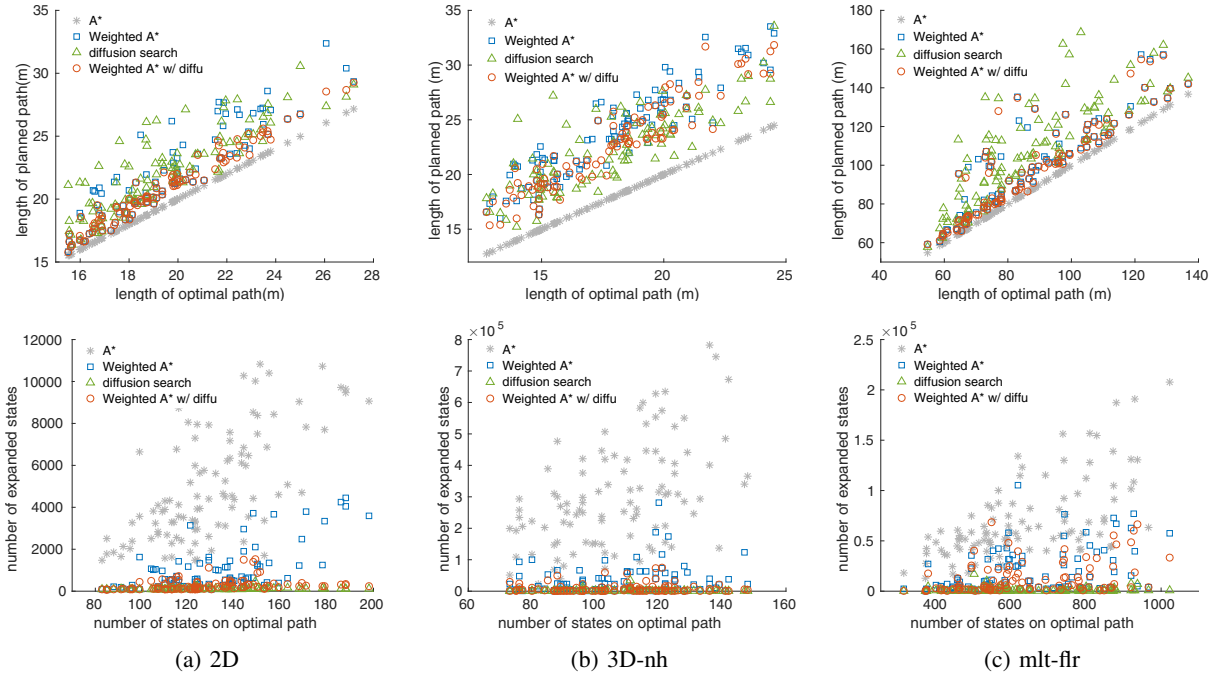 35
30
25
20
15
length of planned path(m)
A*
Weighted A*
diffusion search
Weighted A* w/ diffu
16 18 20 22 24 26 28
length of optimal path(m)
35
30
25
20
15
length of planned path (m)
A*
Weighted A*
diffusion search
Weighted A* w/ diffu
15 20 25
length of optimal path (m)
180
160
140
120
100
80
60
length of planned path (m)
A*
Weighted A*
diffusion search
Weighted A* w/ diffu
40 60 80 100 120 140
length of optimal path (m)
12000
10000
8000
6000
4000
2000
0
number of expanded states
A*
Weighted A*
diffusion search
Weighted A* w/ diffu
80 100 120 140 160 180 200
number of states on optimal path
×10 5
8
7
6
5
4
3
2
1
0
number of expanded states
A*
Weighted A*
diffusion search
Weighted A* w/ diffu
60 80 100 120 140 160
number of states on optimal path
×10 5
2.5
2
1.5
1
0.5
0
number of expanded states
A*
Weighted A*
diffusion search
Weighted A* w/ diffu
400 600 800 1000
number of states on optimal path
(a) 2D
(b) 3D-nh
(c) mlt-flr